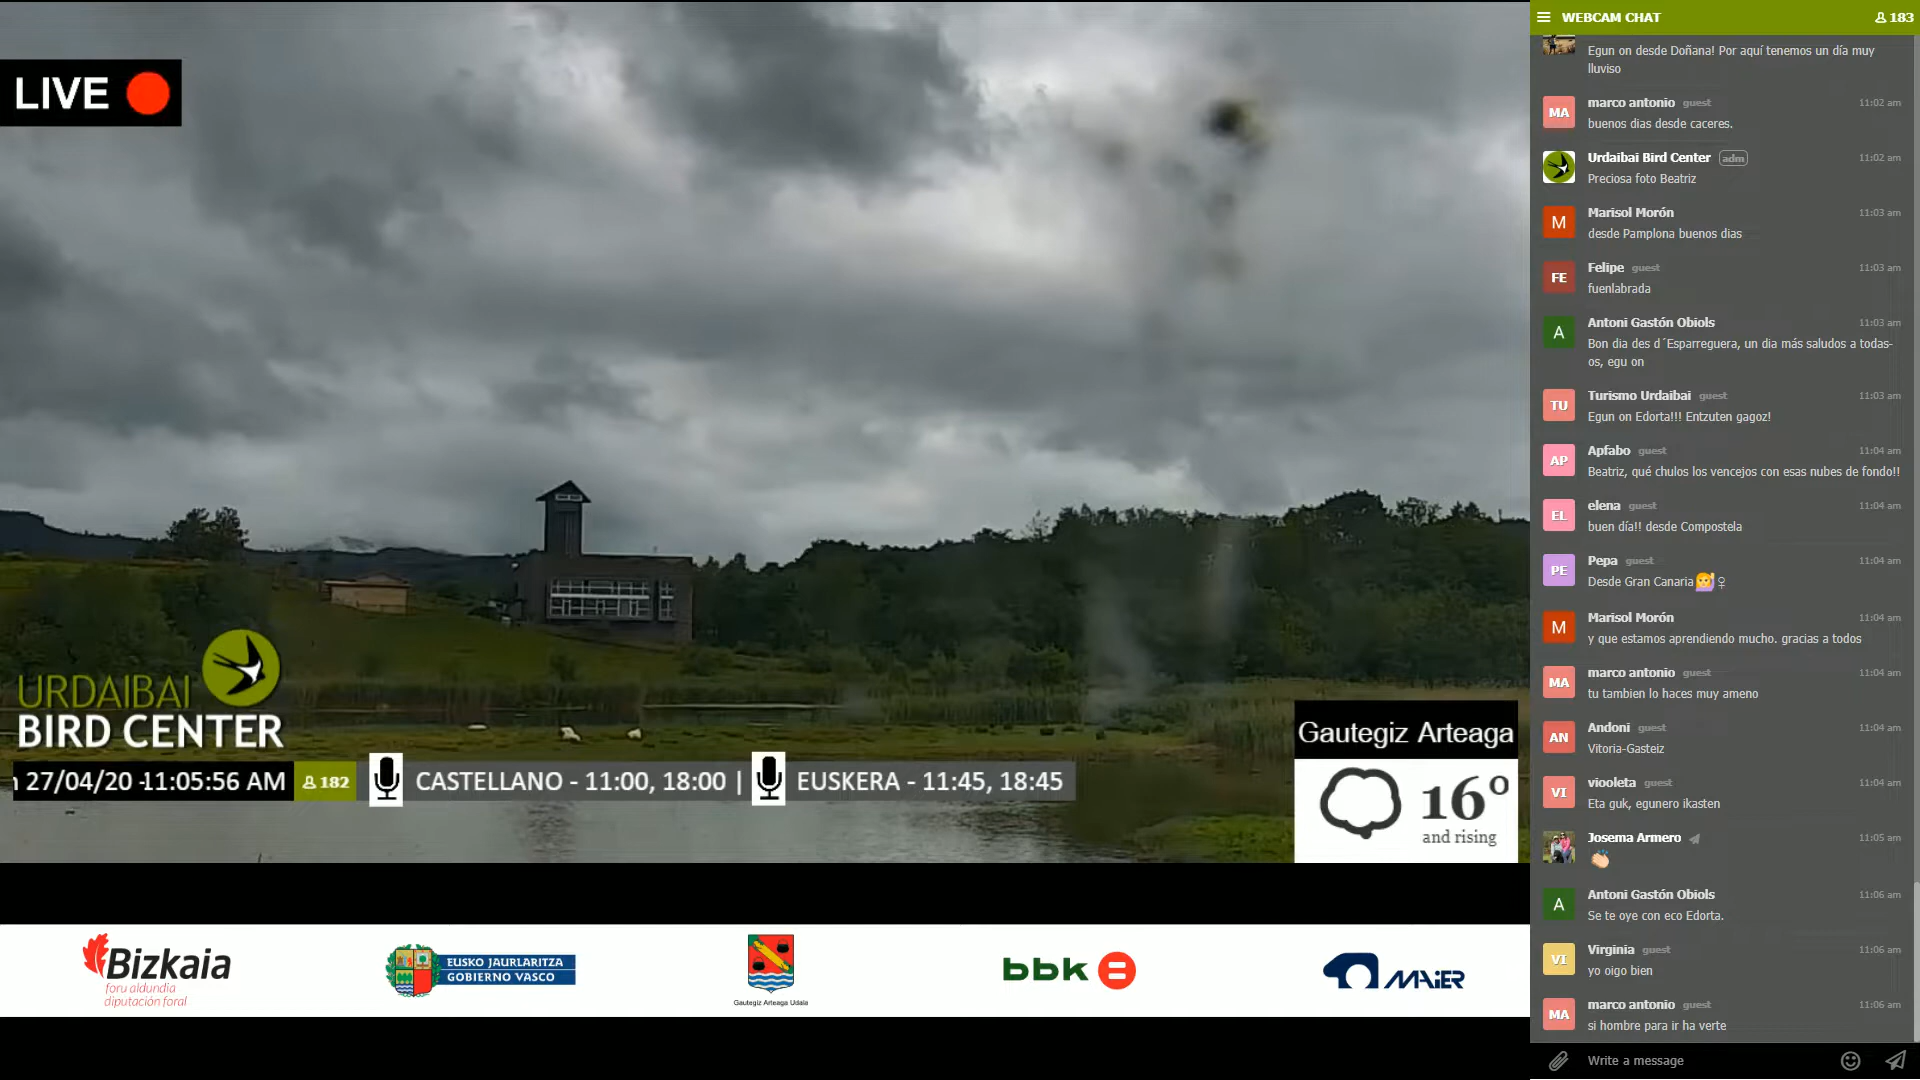 LIVE
URDAIBAI
BIRD CENTER
27/04/20 -11:05:56 AM
182
CASTELLANO - 11:00, 18:00 |
EUSKERA - 11:45, 18:45
Gautegiz Arteaga
16º
and rising
Bizkaia
foru aldundia
diputación foral
EUSKO JAURLARITZA
GOBIERNO VASCO
Gautegiz Arteaga Udala
bbk
MAIER
WEBCAM CHAT
183
Egun on desde Doñana! Por aquí tenemos un día muy
lluviso
MA
marco antonio guest
11:02 am
buenos dias desde caceres.
Urdaibai Bird Center adm
11:02 am
Preciosa foto Beatriz
M
Marisol Morón
11:03 am
desde Pamplona buenos dias
FE
Felipe guest
11:03 am
fuenlabrada
A
Antoni Gastón Obiols
11:03 am
Bon dia des d´Esparreguera, un dia más saludos a todas-
os, egu on
TU
Turismo Urdaibai guest
11:03 am
Egun on Edorta!!! Entzuten gagoz!
AP
Apfabo guest
11:04 am
Beatriz, qué chulos los vencejos con esas nubes de fondo!!
EL
elena guest
11:04 am
buen día!! desde Compostela
PE
Pepa guest
11:04 am
Desde Gran Canaria🙋♀
M
Marisol Morón
11:04 am
y que estamos aprendiendo mucho. gracias a todos
MA
marco antonio guest
11:04 am
tu tambien lo haces muy ameno
AN
Andoni guest
11:04 am
Vitoria-Gasteiz
VI
viooleta guest
11:04 am
Eta guk, egunero ikasten
Josema Armero
11:05 am
👏🏻
A
Antoni Gastón Obiols
11:06 am
Se te oye con eco Edorta.
VI
Virginia guest
11:06 am
yo oigo bien
MA
marco antonio guest
11:06 am
si hombre para ir ha verte
Write a message